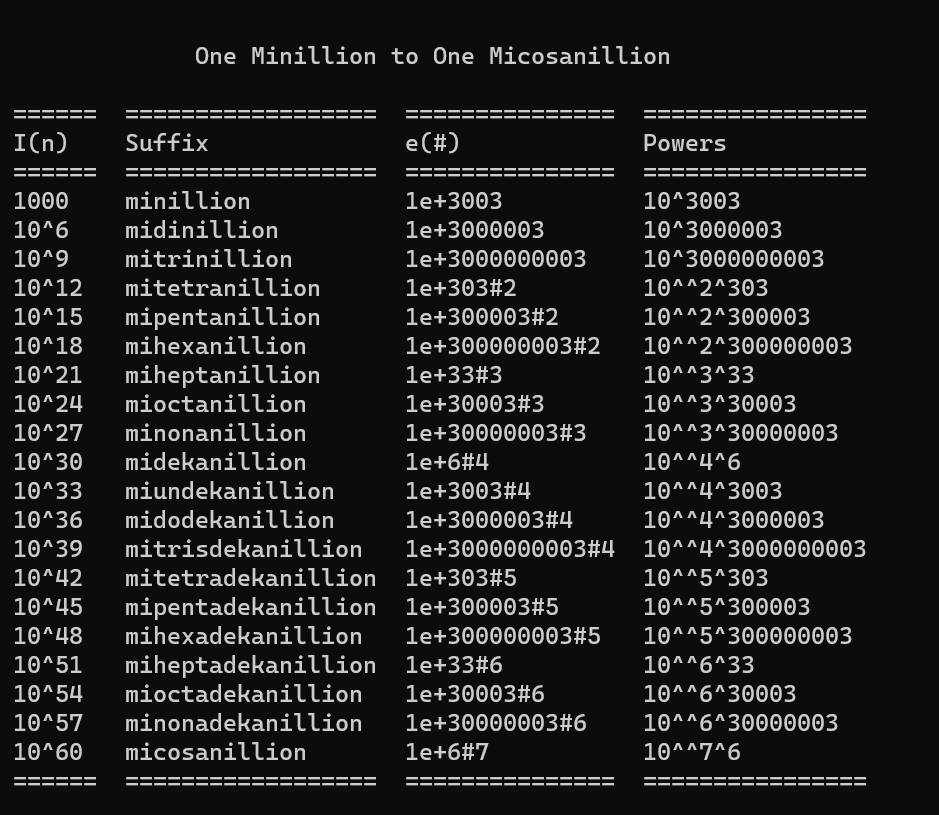 One Minillion to One Micosanillion
====== ================== =============== ================
I(n) Suffix e(#) Powers
====== ================== =============== ================
1000 minillion 1e+3003 10^3003
10^6 midinillion 1e+3000003 10^3000003
10^9 mitrinillion 1e+3000000003 10^3000000003
10^12 mitetranillion 1e+303#2 10^^2^303
10^15 mipentanillion 1e+300003#2 10^^2^300003
10^18 mihexanillion 1e+300000003#2 10^^2^300000003
10^21 miheptanillion 1e+33#3 10^^3^33
10^24 mioctanillion 1e+30003#3 10^^3^30003
10^27 minonanillion 1e+30000003#3 10^^3^30000003
10^30 midekanillion 1e+6#4 10^^4^6
10^33 miundekanillion 1e+3003#4 10^^4^3003
10^36 midodekanillion 1e+3000003#4 10^^4^3000003
10^39 mitrisdekanillion 1e+3000000003#4 10^^4^3000000003
10^42 mitetradekanillion 1e+303#5 10^^5^303
10^45 mipentadekanillion 1e+300003#5 10^^5^300003
10^48 mihexadekanillion 1e+300000003#5 10^^5^300000003
10^51 miheptadekanillion 1e+33#6 10^^6^33
10^54 mioctadekanillion 1e+30003#6 10^^6^30003
10^57 minonadekanillion 1e+30000003#6 10^^6^30000003
10^60 micosanillion 1e+6#7 10^^7^6
====== ================== =============== ================